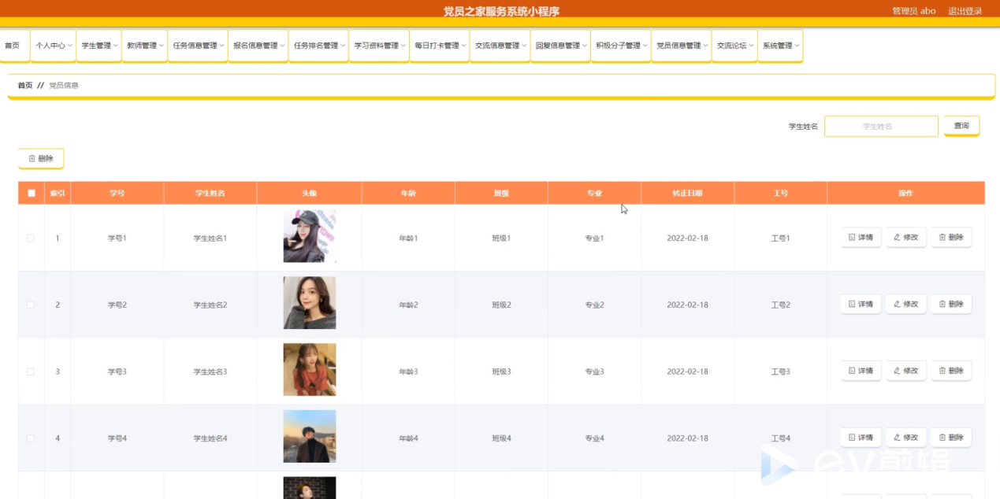 党员之家服务系统小程序
管理员 abo 退出登录
首页 个人中心 学生管理 教师管理 任务信息管理 报名信息管理 任务排名管理 学习资料管理 每日打卡管理 交流信息管理 回复信息管理 积极分子管理 党员信息管理 交流论坛 系统管理
首页 // 党员信息
学生姓名 学生姓名 查询
删除
索引 学号 学生姓名 头像 年龄 班级 专业 转正日期 工号 操作
1 学号1 学生姓名1 年龄1 班级1 专业1 2022-02-18 工号1 详情 修改 删除
2 学号2 学生姓名2 年龄2 班级2 专业2 2022-02-18 工号2 详情 修改 删除
3 学号3 学生姓名3 年龄3 班级3 专业3 2022-02-18 工号3 详情 修改 删除
4 学号4 学生姓名4 年龄4 班级4 专业4 2022-02-18 工号4 详情 修改 删除
ev剪辑